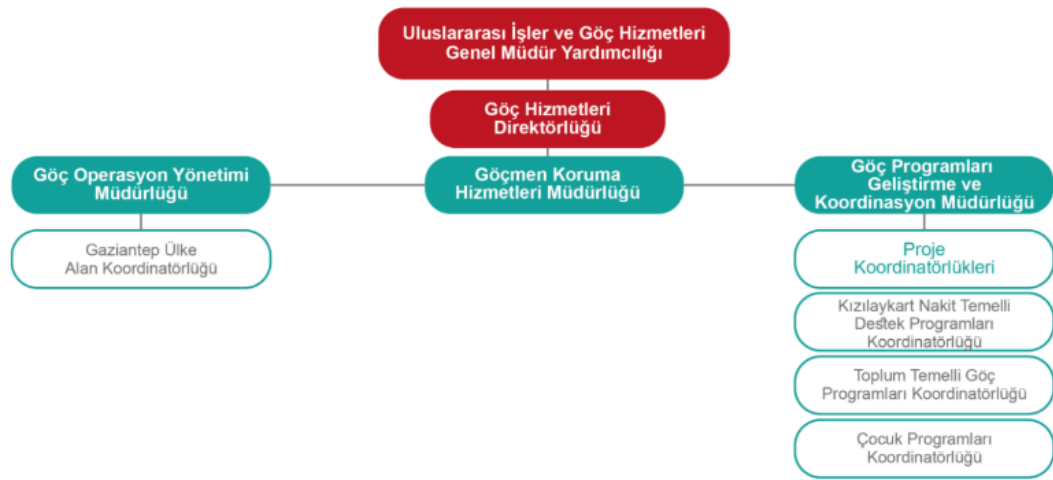 Uluslararası İşler ve Göç Hizmetleri
Genel Müdür Yardımcılığı
Göç Hizmetleri
Direktörlüğü
Göç Operasyon Yönetimi
Müdürlüğü
Göçmen Koruma
Hizmetleri Müdürlüğü
Göç Programları
Geliştirme ve
Koordinasyon Müdürlüğü
Gaziantep Ülke
Alan Koordinatörlüğü
Proje
Koordinatörlükleri
Kızılaykart Nakit Temelli
Destek Programları
Koordinatörlüğü
Toplum Temelli Göç
Programları Koordinatörlüğü
Çocuk Programları
Koordinatörlüğü